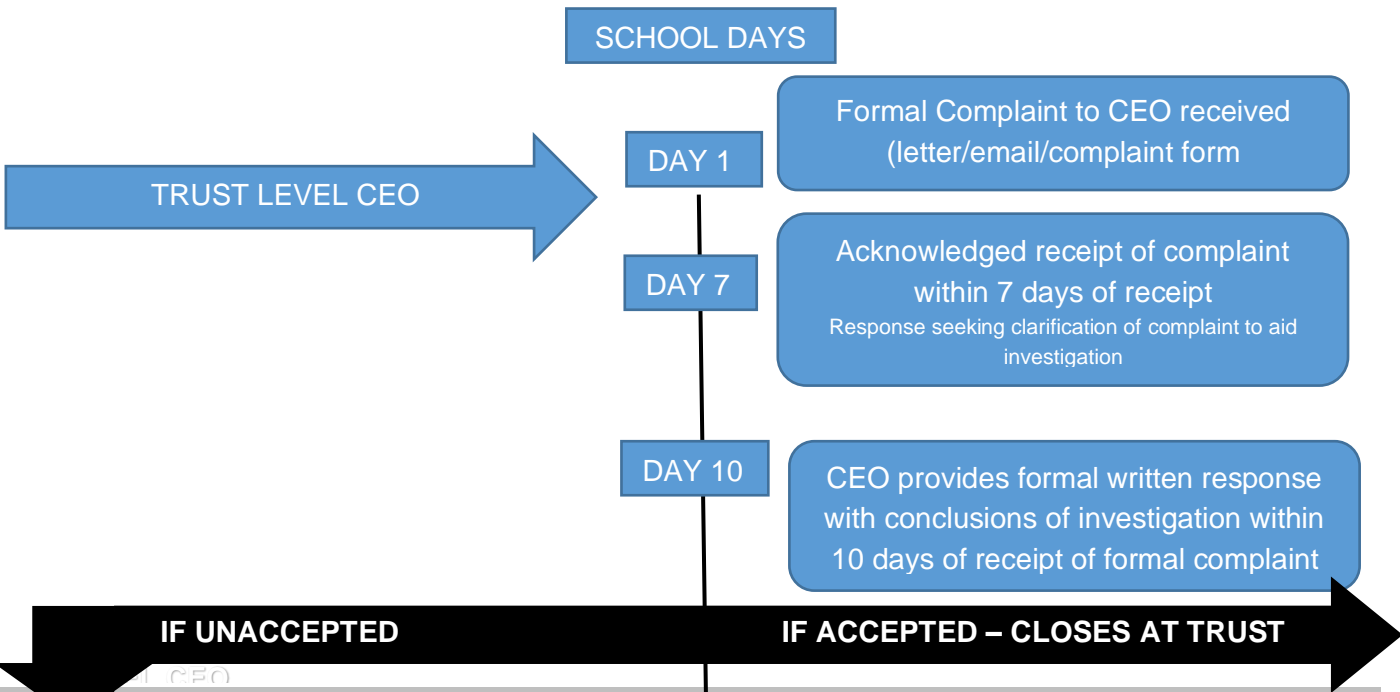 SCHOOL DAYS
Formal Complaint to CEO received
(letter/email/complaint form
DAY 1
TRUST LEVEL CEO
Acknowledged receipt of complaint
within 7 days of receipt
Response seeking clarification of complaint to aid
investigation
DAY 7
DAY 10
CEO provides formal written response
with conclusions of investigation within
10 days of receipt of formal complaint
IF UNACCEPTED
IF ACCEPTED – CLOSES AT TRUST
CEO